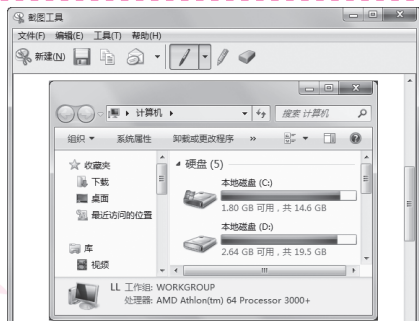 截图工具
文件(F) 编辑(E) 工具(T) 帮助(H)
新建(N)
计算机
搜索 计算机
组织 系统属性 卸载或更改程序 »
收藏夹
下载
桌面
最近访问的位置
库
视频
硬盘 (5)
本地磁盘 (C:)
1.80 GB 可用，共 14.6 GB
本地磁盘 (D:)
2.64 GB 可用，共 19.5 GB
LL 工作组: WORKGROUP
处理器: AMD Athlon(tm) 64 Processor 3000+